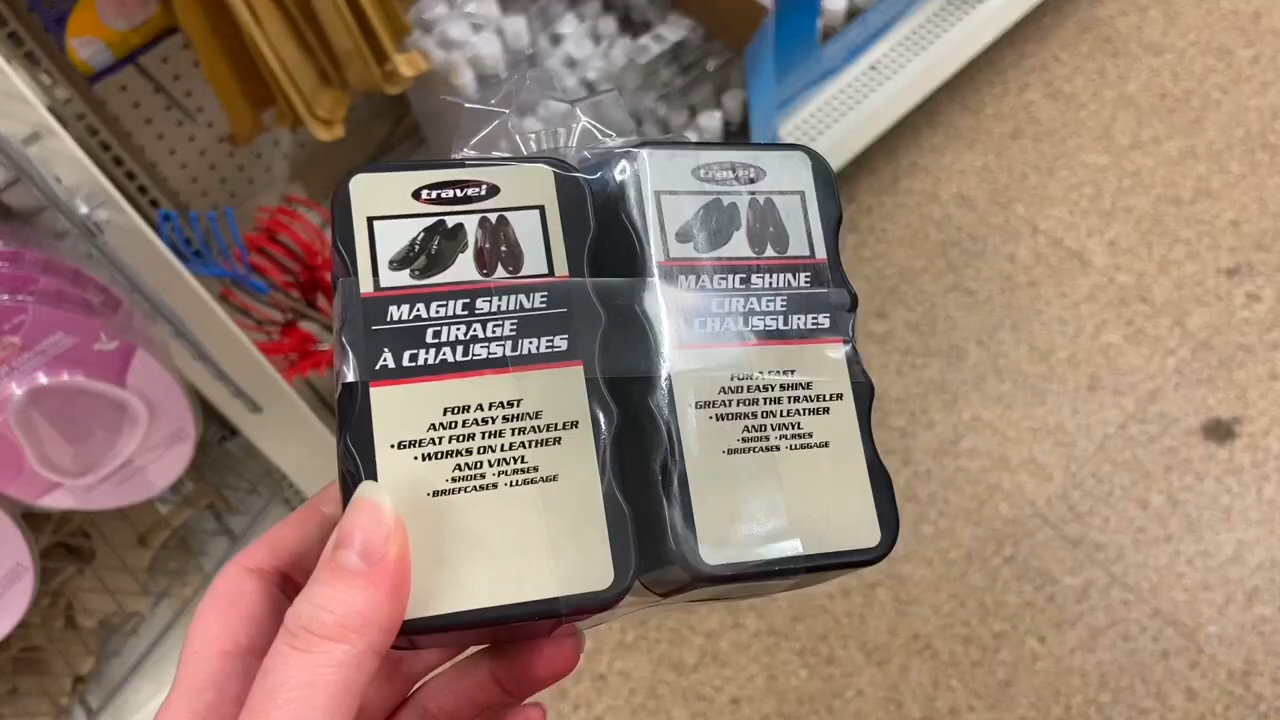 travel
MAGIC SHINE
CIRAGE
À CHAUSSURES
FOR A FAST
AND EASY SHINE
• GREAT FOR THE TRAVELER
• WORKS ON LEATHER
AND VINYL
• SHOES • PURSES
• BRIEFCASES • LUGGAGE
travel
MAGIC SHINE
CIRAGE
À CHAUSSURES
FOR A FAST
AND EASY SHINE
• GREAT FOR THE TRAVELER
• WORKS ON LEATHER
AND VINYL
• SHOES • PURSES
• BRIEFCASES • LUGGAGE